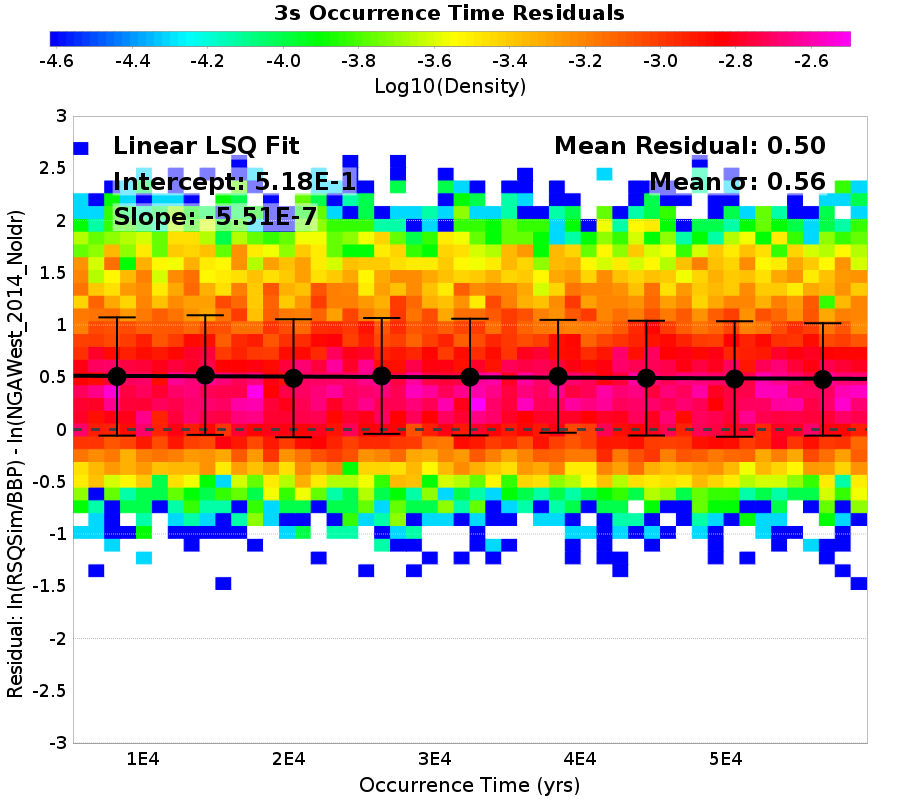 3s Occurrence Time Residuals
-4.6 -4.4 -4.2 -4.0 -3.8 -3.6 -3.4 -3.2 -3.0 -2.8 -2.6
Log10(Density)
Linear LSQ Fit
Intercept: 5.18E-1
Slope: -5.51E-7
Mean Residual: 0.50
Mean σ: 0.56
Residual: ln(RSQSim/BBP) - ln(NGAWest_2014_NoIdr)
3
2.5
2
1.5
1
0.5
0
-0.5
-1
-1.5
-2
-2.5
-3
1E4 2E4 3E4 4E4 5E4
Occurrence Time (yrs)